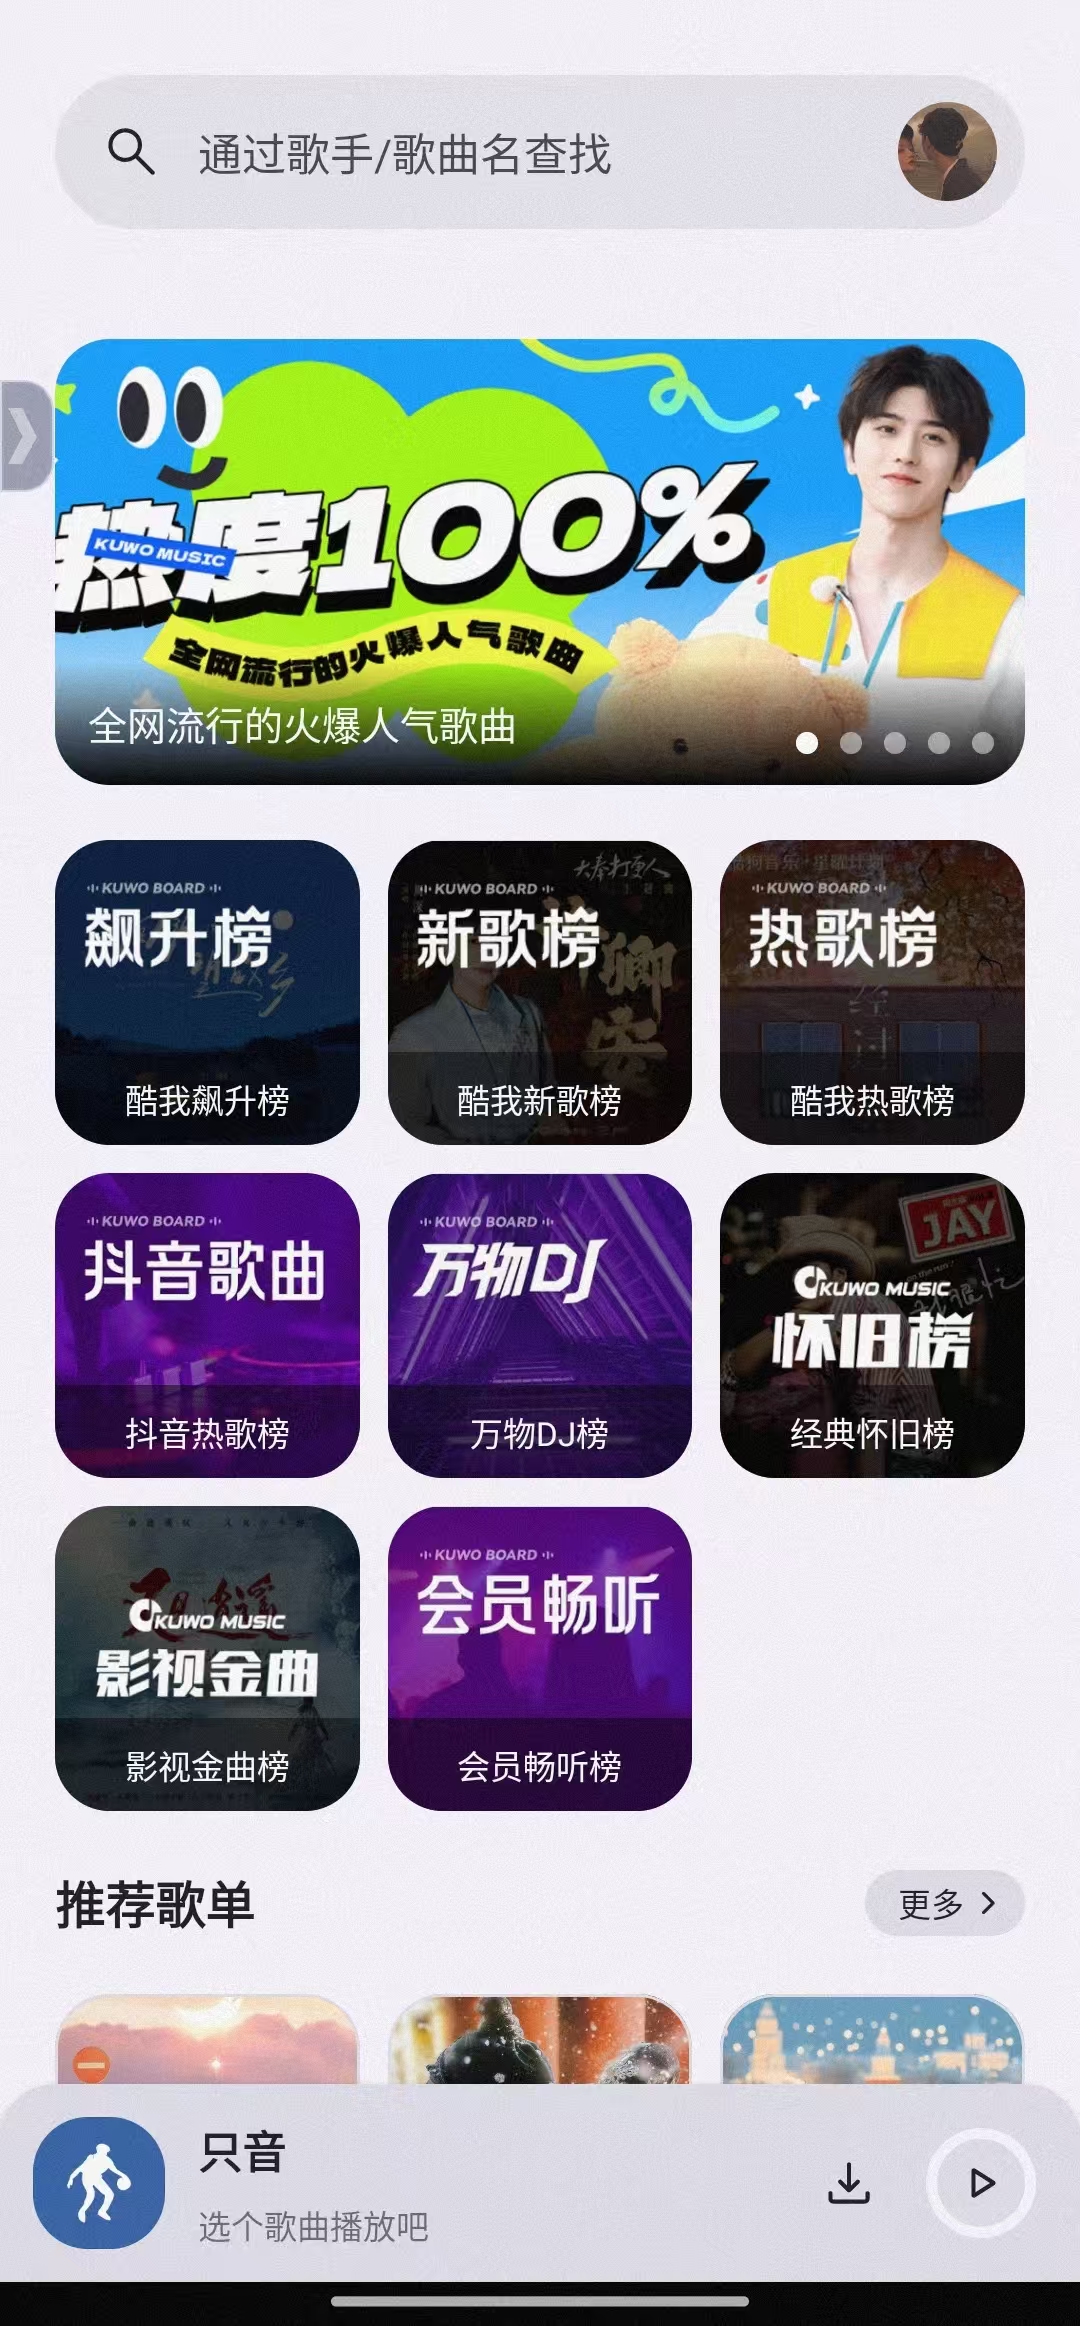 通过歌手/歌曲名查找
热度100%
KUWO MUSIC
全网流行的火爆人气歌曲
全网流行的火爆人气歌曲
KUWO BOARD
飙升榜
酷我飙升榜
大奉打更人
KUWO BOARD
新歌榜
酷我新歌榜
KUWO BOARD
热歌榜
酷我热歌榜
KUWO BOARD
抖音歌曲
抖音热歌榜
KUWO BOARD
万物DJ
万物DJ榜
JAY
KUWO MUSIC
怀旧榜
经典怀旧榜
KUWO MUSIC
影视金曲
影视金曲榜
KUWO BOARD
会员畅听
会员畅听榜
推荐歌单
更多
只音
选个歌曲播放吧